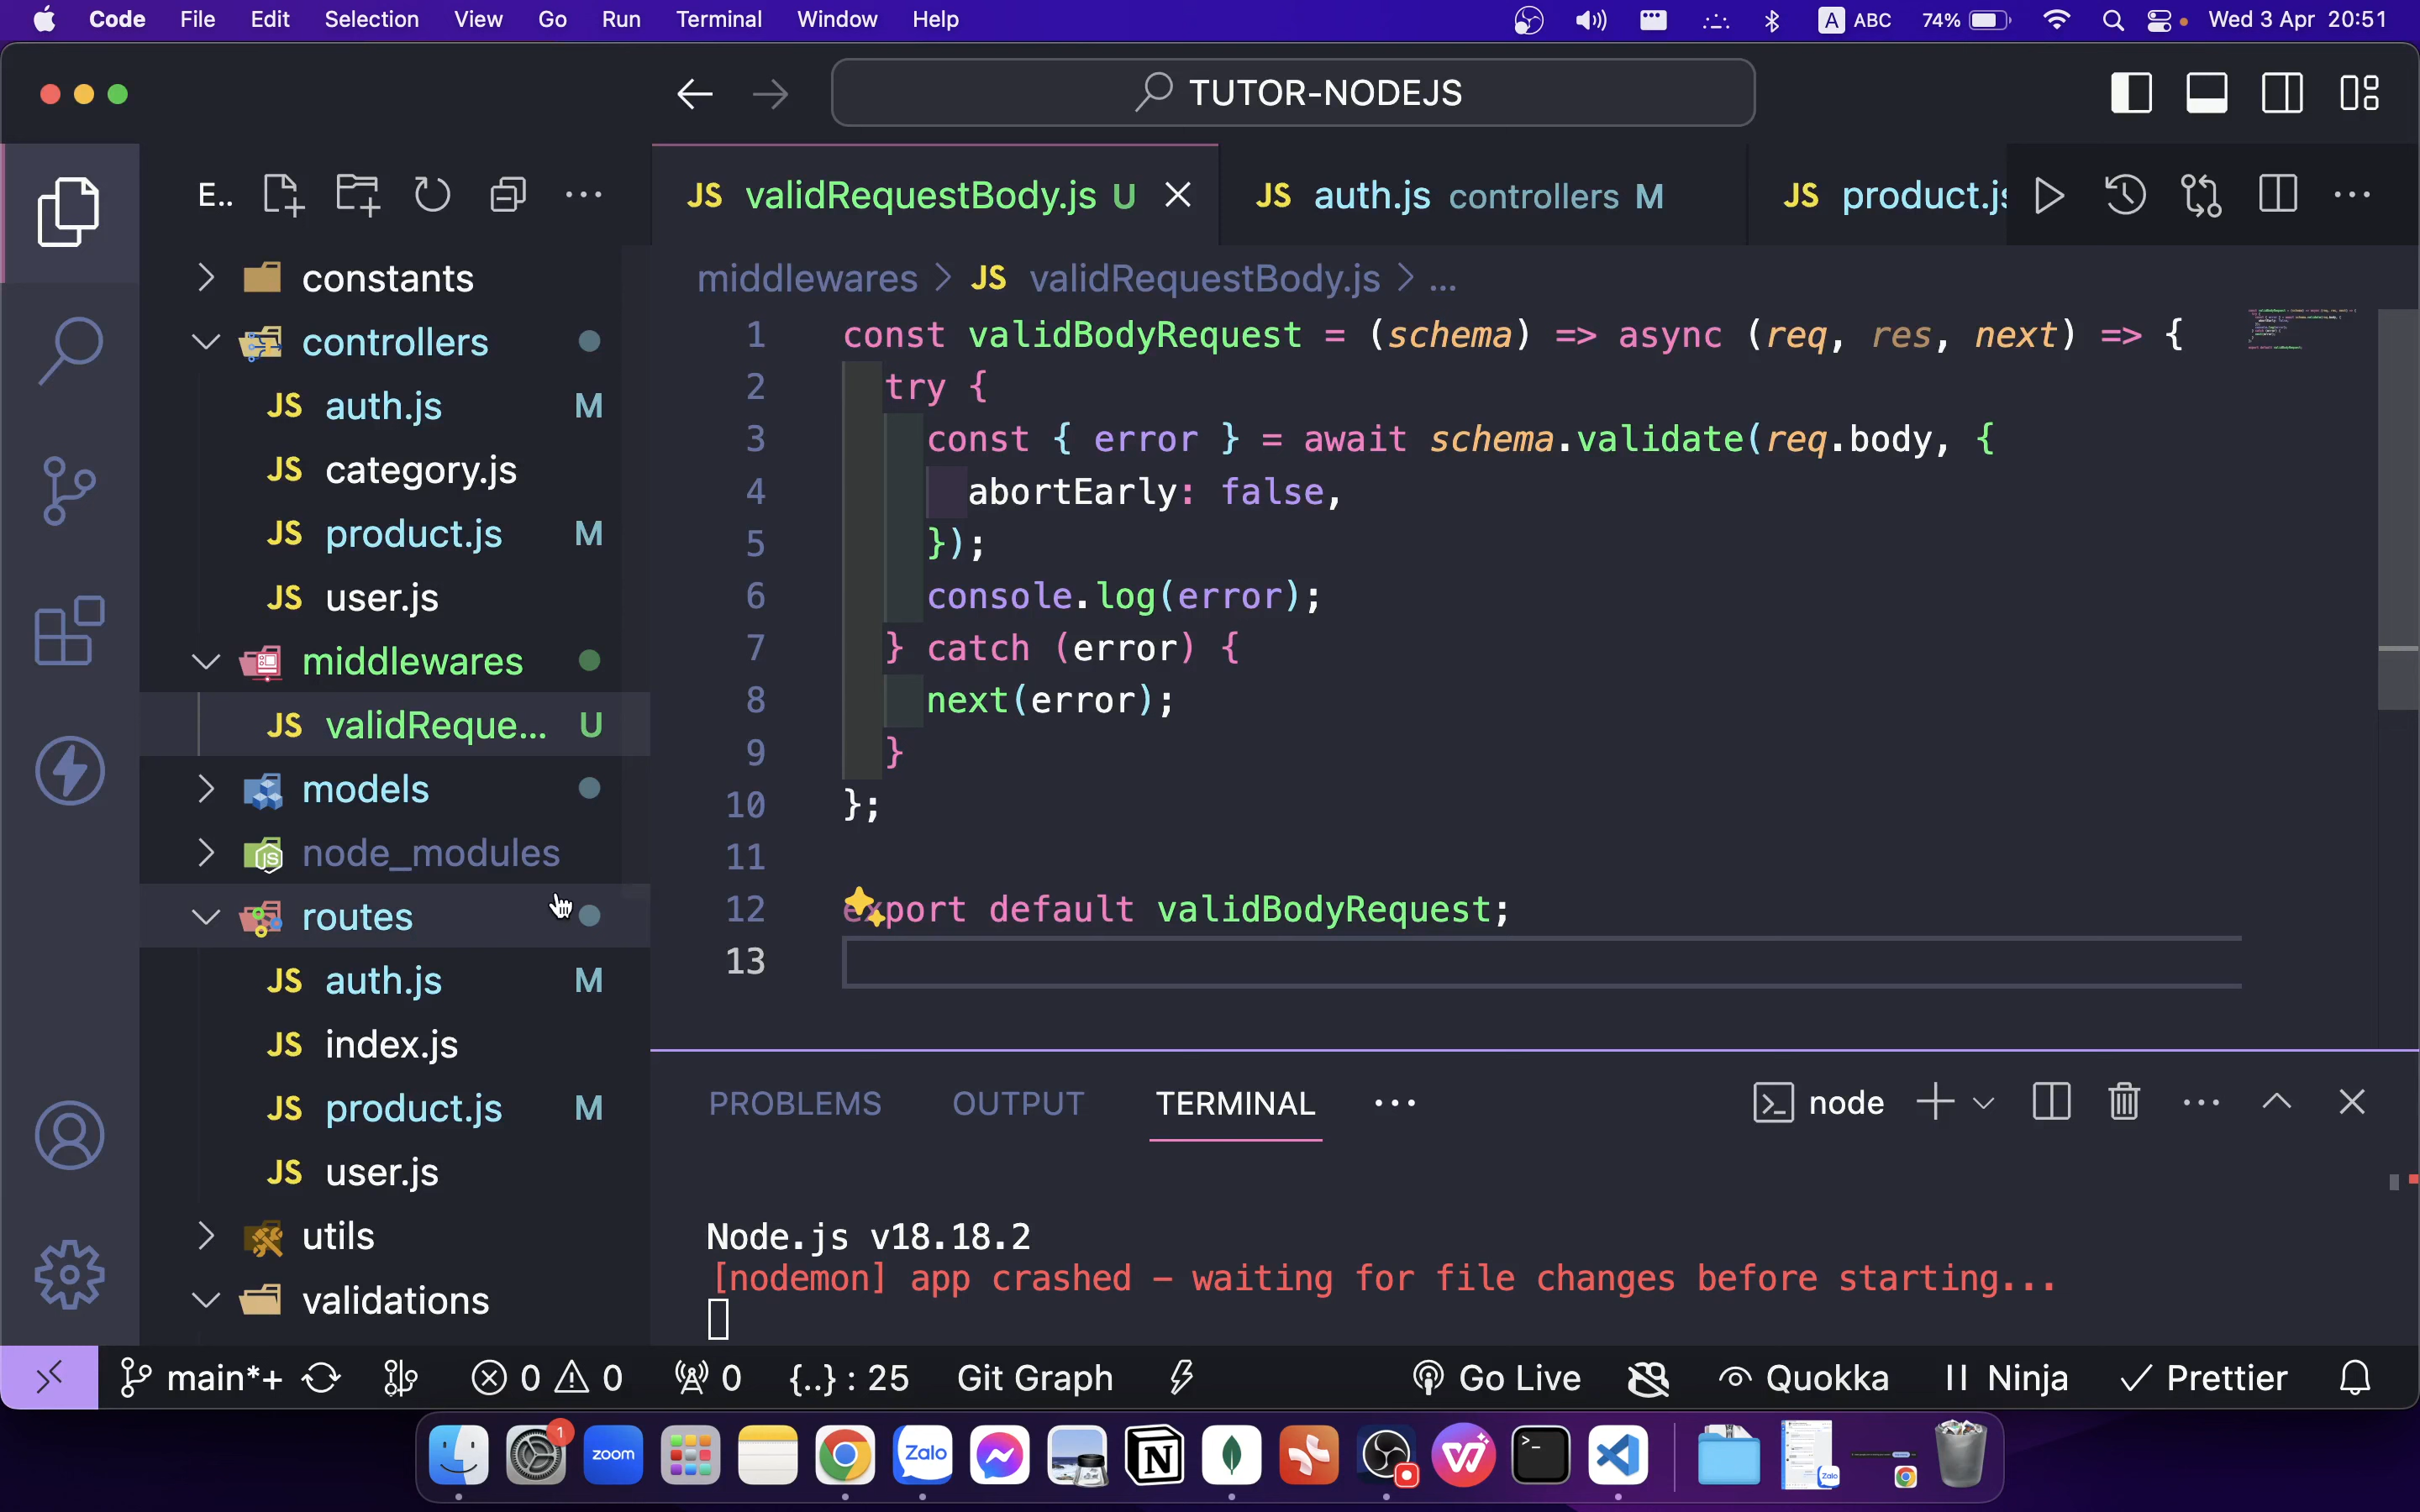 Code File Edit Selection View Go Run Terminal Window Help A ABC 74% Wed 3 Apr 20:51
TUTOR-NODEJS
E..
JS validRequestBody.js U
JS auth.js controllers M
JS product.js
middlewares > JS validRequestBody.js > ...
constants
controllers
JS auth.js M
JS category.js
JS product.js M
JS user.js
middlewares
JS validReque... U
models
node_modules
routes
JS auth.js M
JS index.js
JS product.js M
JS user.js
utils
validations
1 const validBodyRequest = (schema) => async (req, res, next) => {
2 try {
3 const { error } = await schema.validate(req.body, {
4 abortEarly: false,
5 });
6 console.log(error);
7 } catch (error) {
8 next(error);
9 }
10 };
11
12 export default validBodyRequest;
13
PROBLEMS OUTPUT TERMINAL ... node
Node.js v18.18.2
[nodemon] app crashed – waiting for file changes before starting...
main*+ 0 0 0 {..} : 25 Git Graph Go Live Quokka Ninja Prettier
1
zoom
Zalo